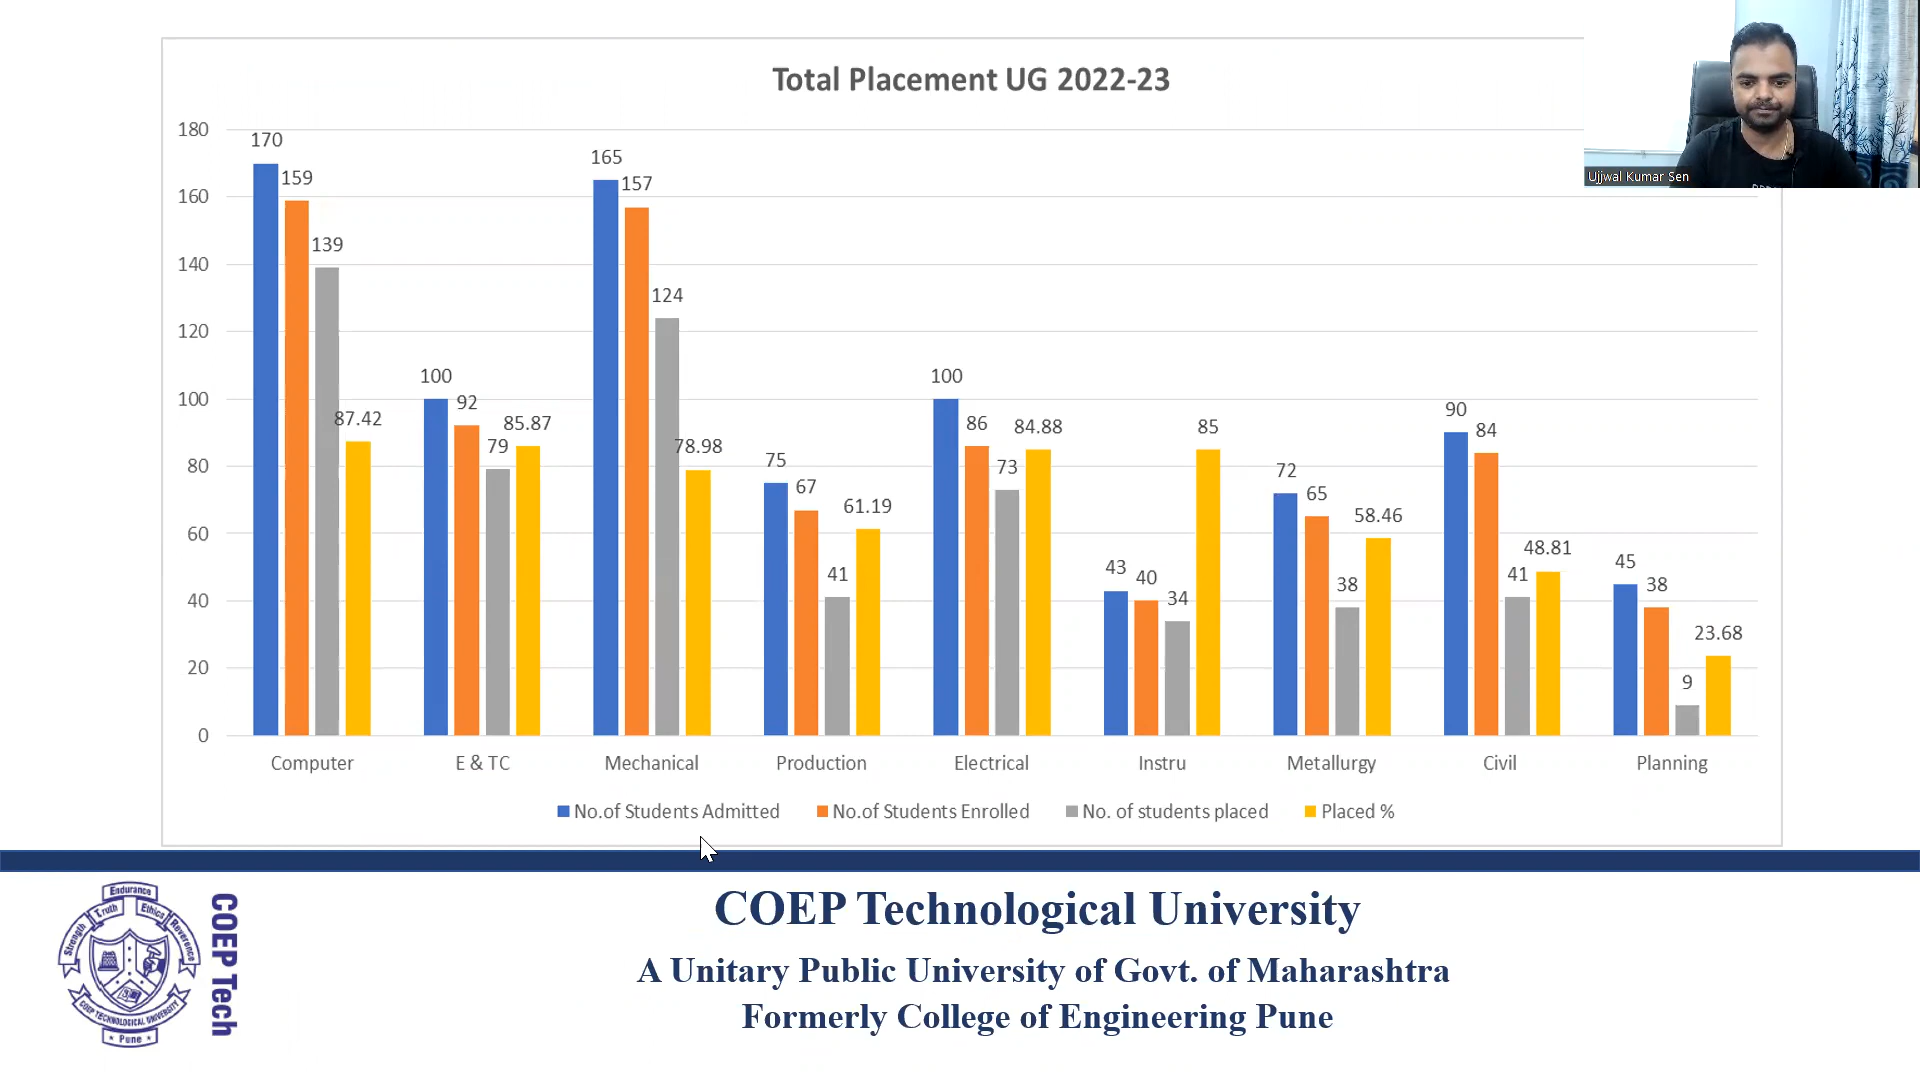 Total Placement UG 2022-23
Ujjwal Kumar Sen
180
160
140
120
100
80
60
40
20
0
170 159 139 87.42
100 92 79 85.87
165 157 124 78.98
75 67 41 61.19
100 86 73 84.88
43 40 34 85
72 65 38 58.46
90 84 41 48.81
45 38 9 23.68
Computer E & TC Mechanical Production Electrical Instru Metallurgy Civil Planning
No.of Students Admitted No.of Students Enrolled No. of students placed Placed %
COEP Technological University
A Unitary Public University of Govt. of Maharashtra
Formerly College of Engineering Pune
Endurance
Strength Truth Ethics Reverence
COEP TECHNOLOGICAL UNIVERSITY
Pune
COEP Tech